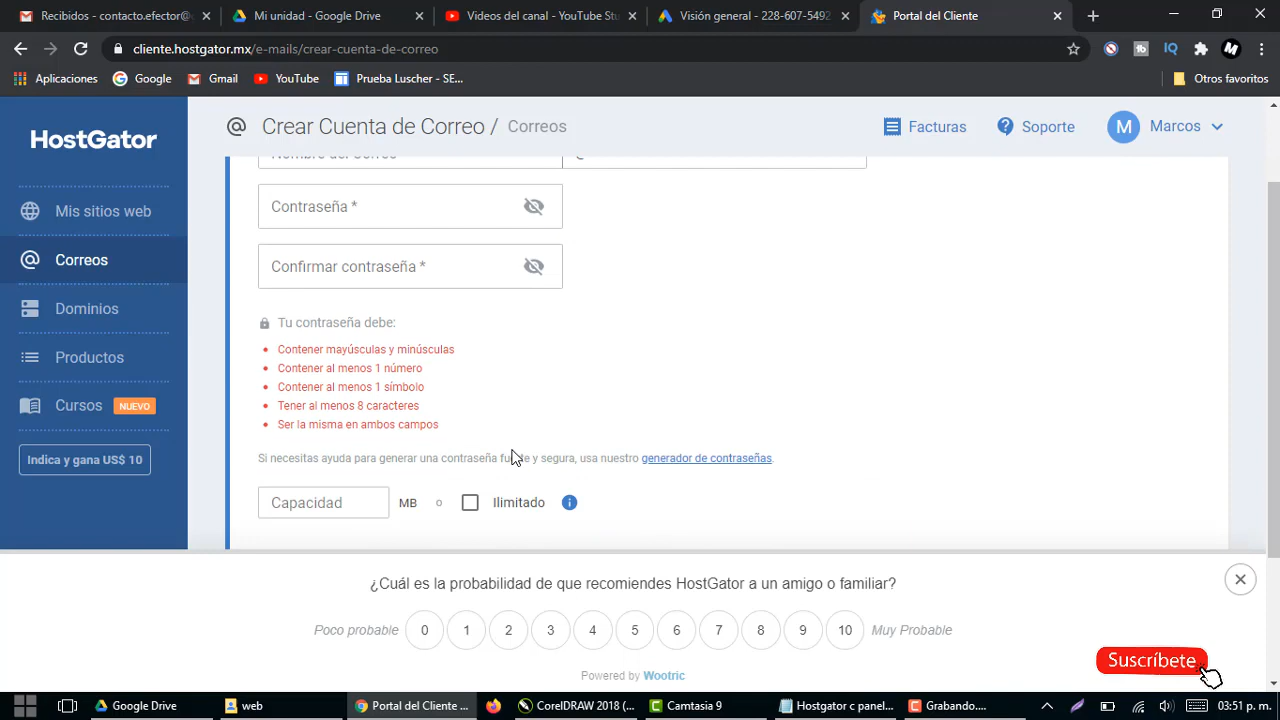 Recibidos - contacto.efector@g
Mi unidad - Google Drive
Videos del canal - YouTube Stu
Visión general - 228-607-5492
Portal del Cliente
cliente.hostgator.mx/e-mails/crear-cuenta-de-correo
Aplicaciones
Google
Gmail
YouTube
Prueba Luscher - SE...
Otros favoritos
HostGator
Crear Cuenta de Correo / Correos
Facturas
Soporte
M
Marcos
Mis sitios web
Correos
Dominios
Productos
Cursos NUEVO
Indica y gana US$ 10
Contraseña *
Confirmar contraseña *
Tu contraseña debe:
Contener mayúsculas y minúsculas
Contener al menos 1 número
Contener al menos 1 símbolo
Tener al menos 8 caracteres
Ser la misma en ambos campos
Si necesitas ayuda para generar una contraseña fuerte y segura, usa nuestro generador de contraseñas.
Capacidad MB o Ilimitado
¿Cuál es la probabilidad de que recomiendes HostGator a un amigo o familiar?
Poco probable 0 1 2 3 4 5 6 7 8 9 10 Muy Probable
Powered by Wootric
Suscríbete
Google Drive
web
Portal del Cliente ...
CorelDRAW 2018 (...
Camtasia 9
Hostgator c panel...
Grabando....
03:51 p. m.